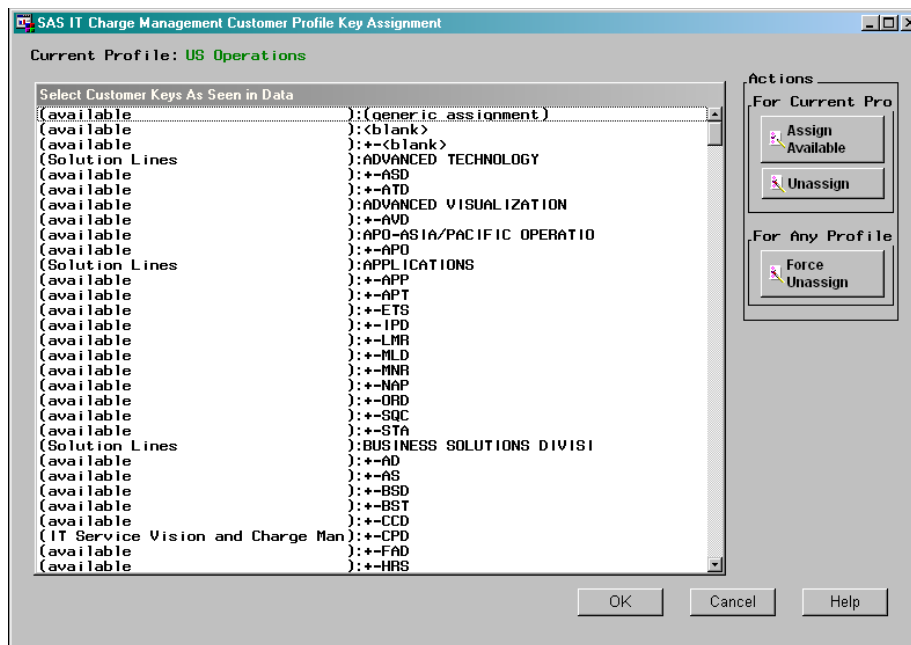 SAS IT Charge Management Customer Profile Key Assignment
Current Profile: US Operations
Select Customer Keys As Seen in Data
(available ):(generic assignment)
(available ):<blank>
(available ):+-<blank>
(Solution Lines ):ADVANCED TECHNOLOGY
(available ):+-ASD
(available ):+-ATD
(available ):ADVANCED VISUALIZATION
(available ):+-AVD
(available ):APO-ASIA/PACIFIC OPERATIO
(available ):+-APO
(Solution Lines ):APPLICATIONS
(available ):+-APP
(available ):+-APT
(available ):+-ETS
(available ):+-IPD
(available ):+-LMR
(available ):+-MLD
(available ):+-MNR
(available ):+-NAP
(available ):+-ORD
(available ):+-SQC
(available ):+-STA
(Solution Lines ):BUSINESS SOLUTIONS DIVISI
(available ):+-AD
(available ):+-AS
(available ):+-BSD
(available ):+-BST
(available ):+-CCD
(IT Service Vision and Charge Man):+-CPD
(available ):+-FAD
(available ):+-HRS
Actions
For Current Pro
Assign
Available
Unassign
For Any Profile
Force
Unassign
OK
Cancel
Help